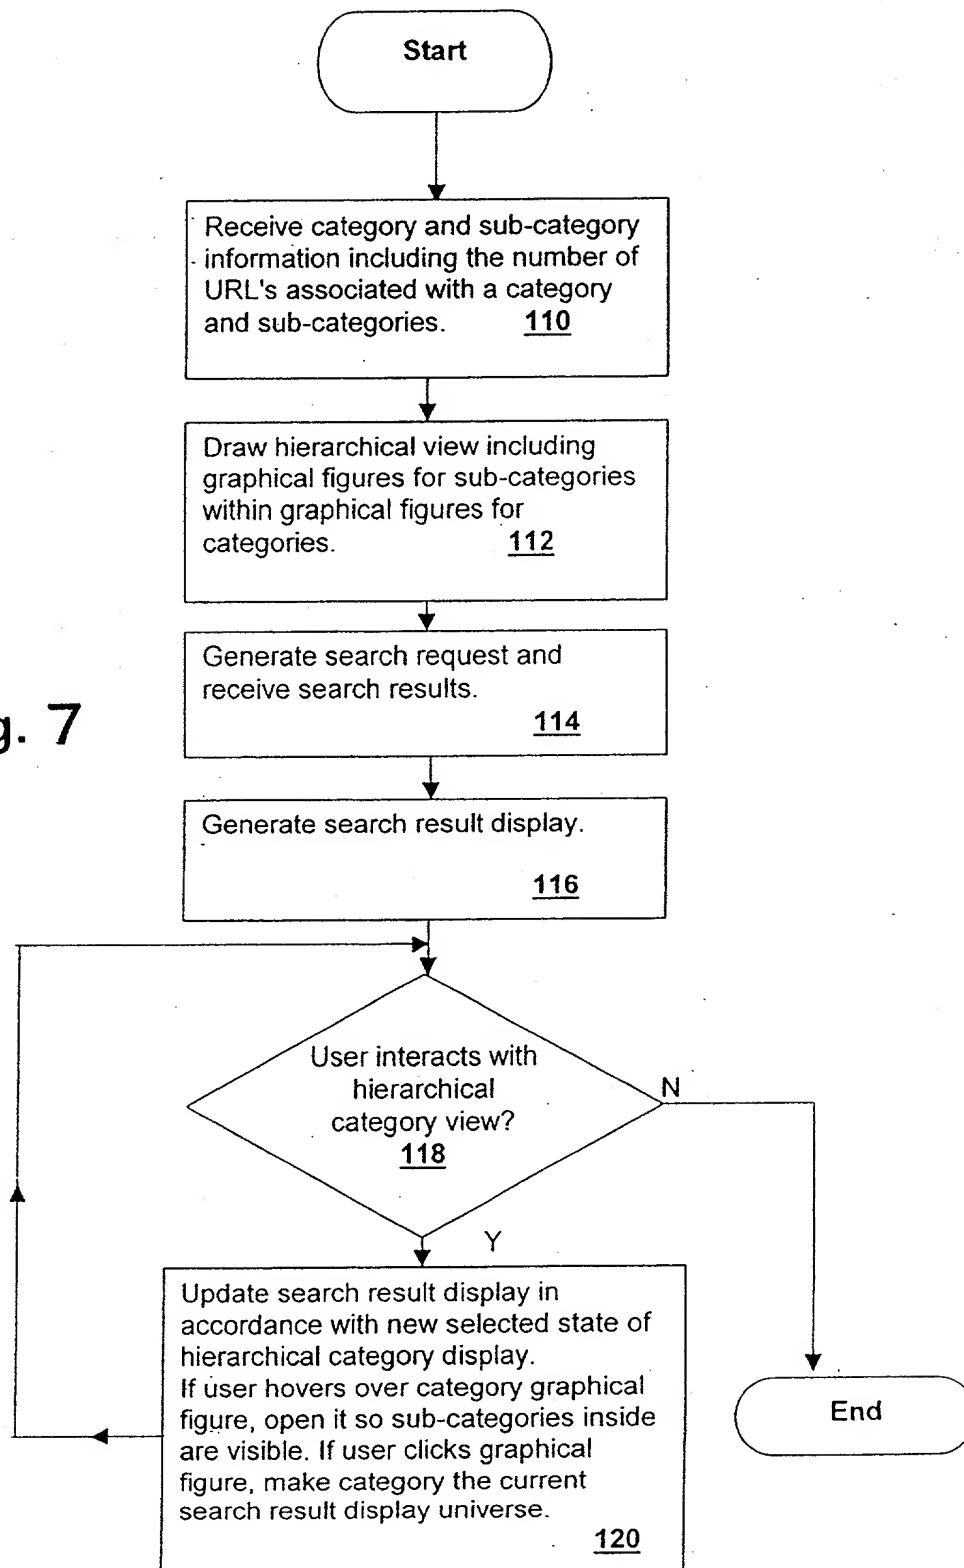 Start
Receive category and sub-category
information including the number of
URL's associated with a category
and sub-categories. 110
Draw hierarchical view including
graphical figures for sub-categories
within graphical figures for
categories. 112
Generate search request and
receive search results.
114
g. 7
Generate search result display.
116
User interacts with
hierarchical
category view?
118
N
Y
Update search result display in
accordance with new selected state of
hierarchical category display.
If user hovers over category graphical
figure, open it so sub-categories inside
are visible. If user clicks graphical
figure, make category the current
search result display universe.
120
End